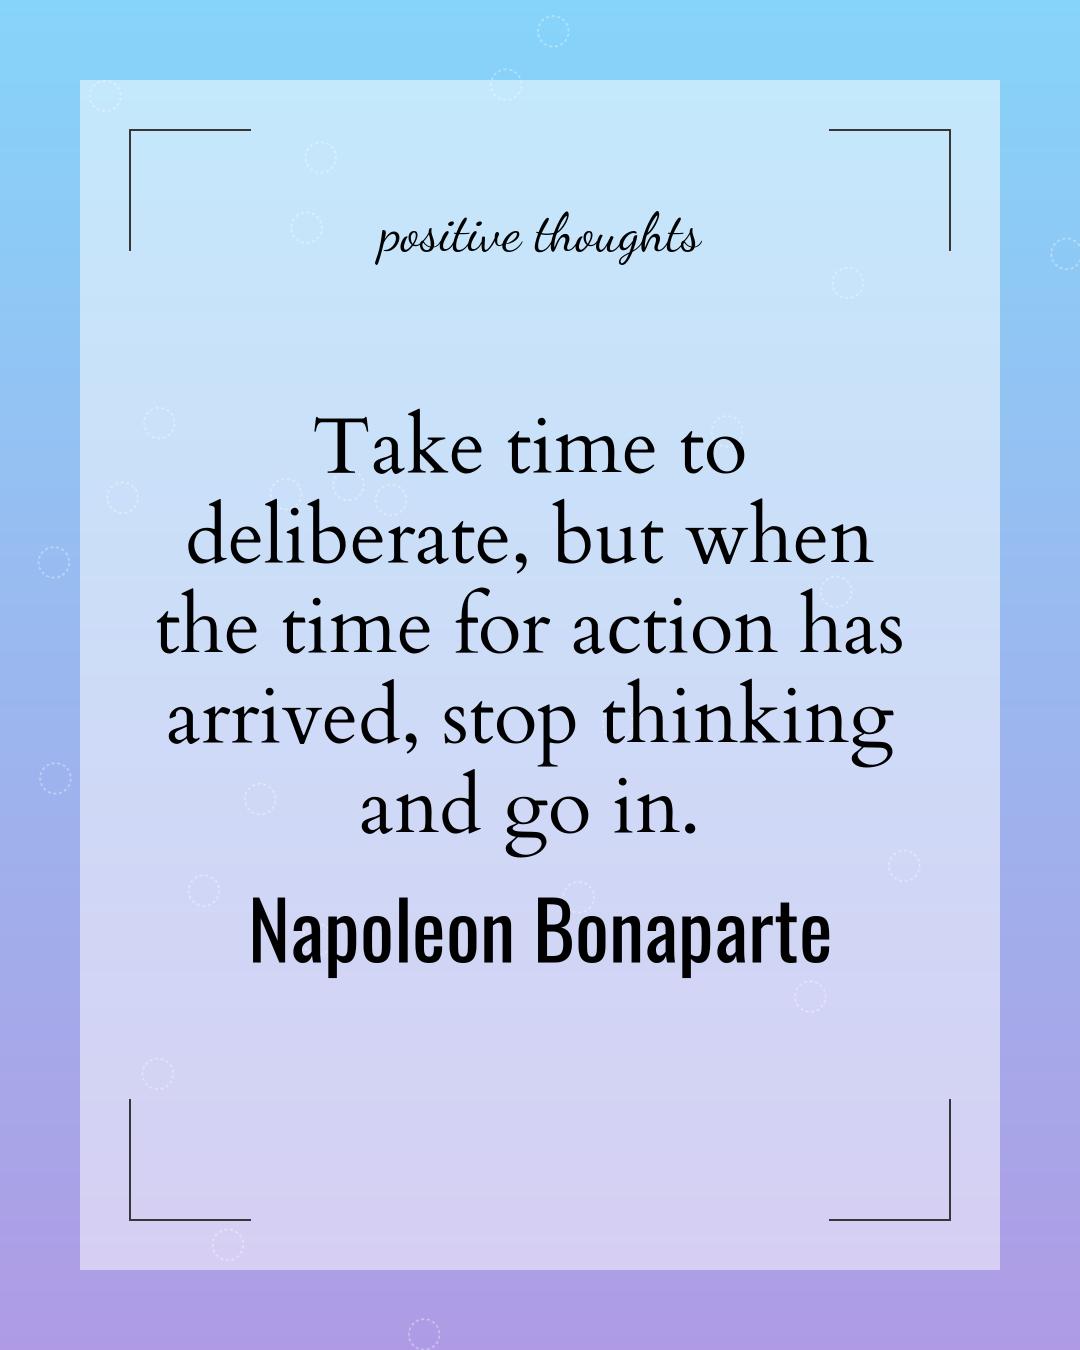 positive thoughts
Take time to
deliberate, but when
the time for action has
arrived, stop thinking
and go in.
Napoleon Bonaparte